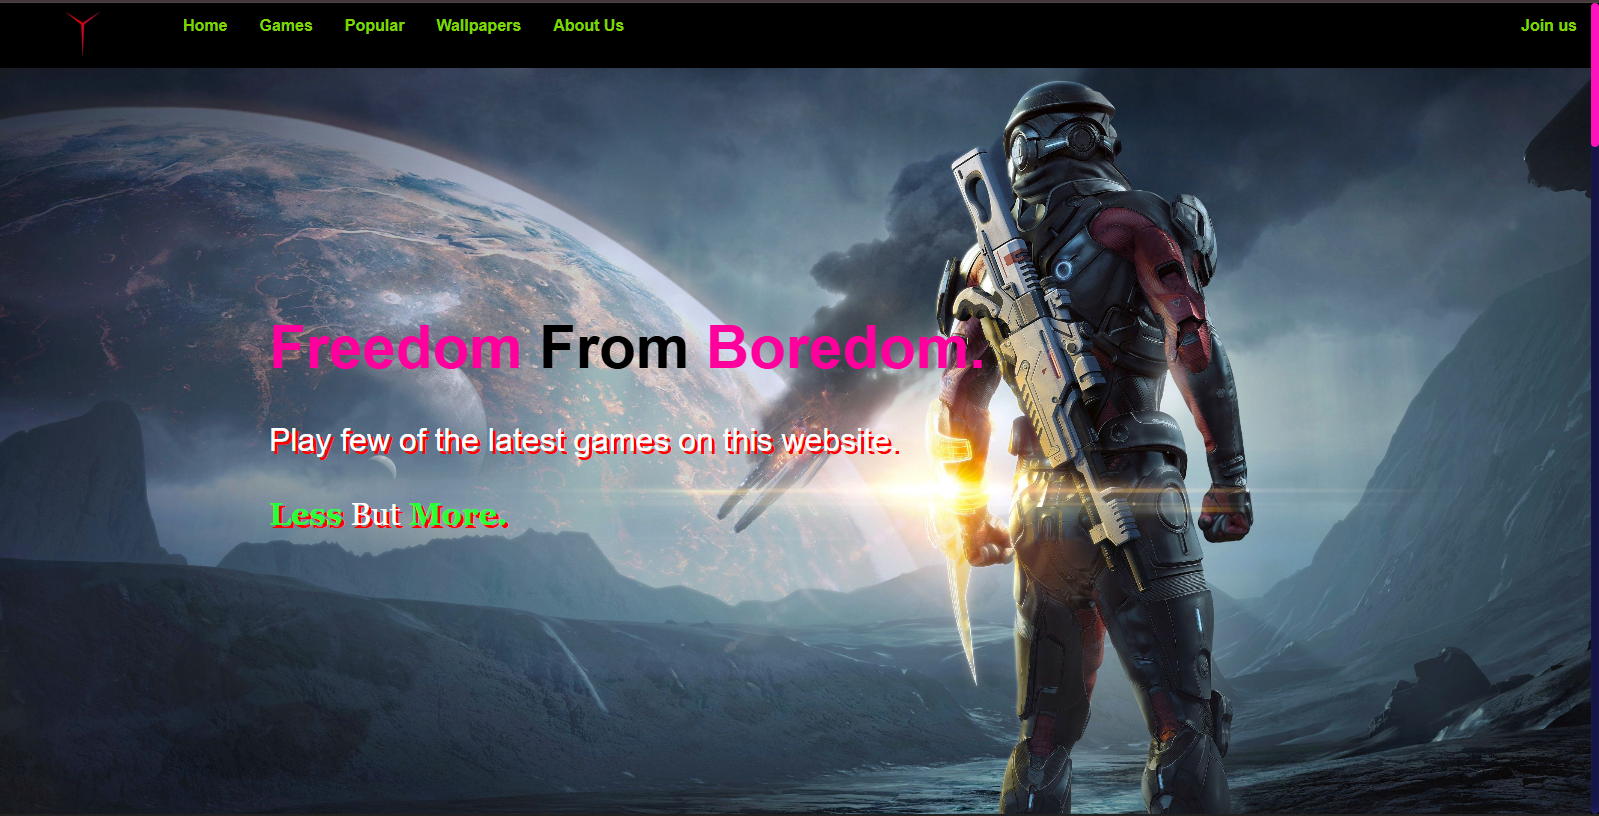 Home Games Popular Wallpapers About Us Join us
Freedom From Boredom.
Play few of the latest games on this website.
Less But More.